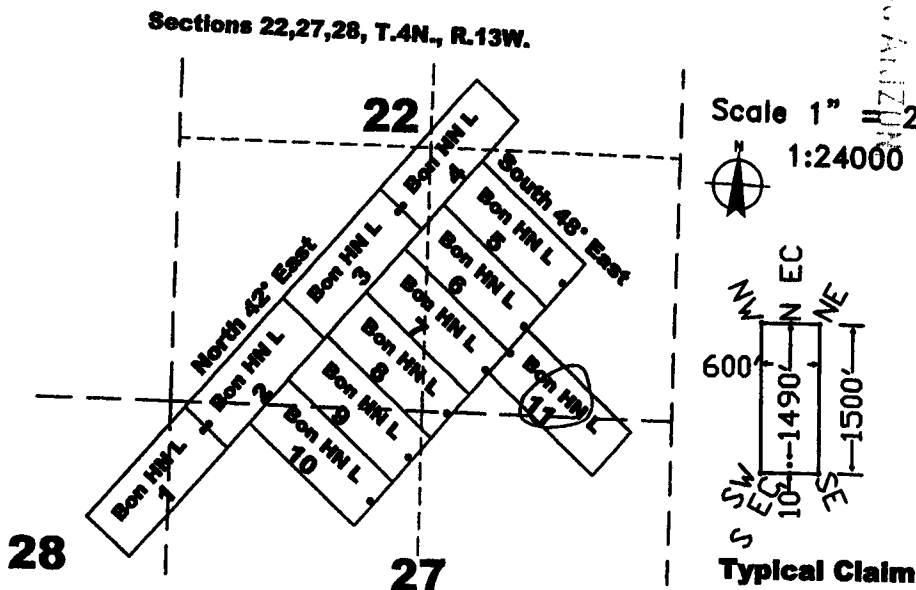 Sections 22,27,28, T.4N., R.13W.
22
Scale 1" = 2
N
1:24000
South 48° East
North 42° East
Bon HN L
4
Bon HN L
3
Bon HN L
2
Bon HN L
1
Bon HN L
5
Bon HN L
6
Bon HN L
7
Bon HN L
8
Bon HN L
9
Bon HN L
10
Bon HN L
11
28
27
NW
N EC
NE
600'
1490'
1500'
10'
SW
S EC
SE
Typical Claim